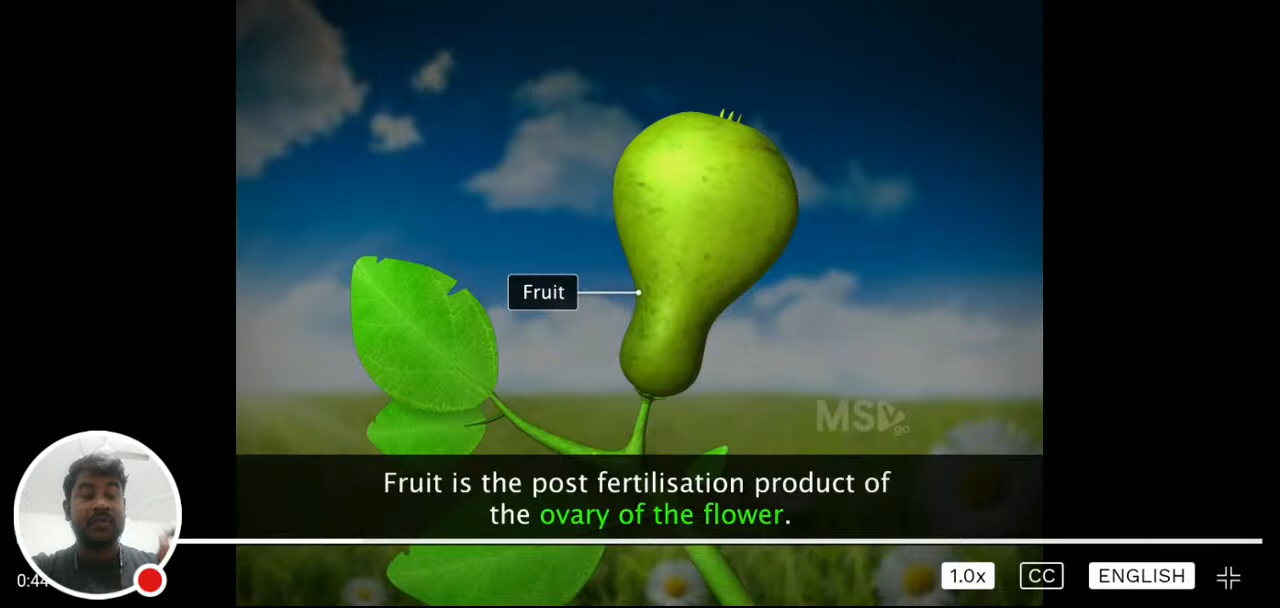 Fruit
MSD
go
Fruit is the post fertilisation product of
the ovary of the flower.
0:44
1.0x
CC
ENGLISH